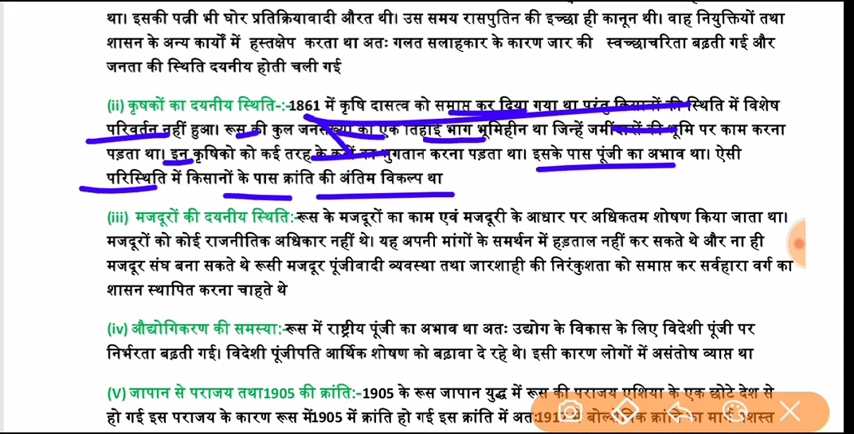 था। इसकी पत्नी भी घोर प्रतिक्रियावादी औरत थी। उस समय रासपुतिन की इच्छा ही कानून थी। वाह नियुक्तियों तथा
शासन के अन्य कार्यों में हस्तक्षेप करता था अतः गलत सलाहकार के कारण जार की स्वच्छाचरिता बढ़ती गई और
जनता की स्थिति दयनीय होती चली गई
(ii) कृषकों का दयनीय स्थिति-:-1861 में कृषि दासत्व को समाप्त कर दिया गया था परंतु किसानों की स्थिति में विशेष
परिवर्तन नहीं हुआ। रूस की कुल जनसंख्या का एक तिहाई भाग भूमिहीन था जिन्हें जमींदारों की भूमि पर काम करना
पड़ता था। इन कृषिको को कई तरह के करों का भुगतान करना पड़ता था। इसके पास पूंजी का अभाव था। ऐसी
परिस्थिति में किसानों के पास क्रांति की अंतिम विकल्प था
(iii) मजदूरों की दयनीय स्थिति:-रूस के मजदूरों का काम एवं मजदूरी के आधार पर अधिकतम शोषण किया जाता था।
मजदूरों को कोई राजनीतिक अधिकार नहीं थे। यह अपनी मांगों के समर्थन में हड़ताल नहीं कर सकते थे और ना ही
मजदूर संघ बना सकते थे रूसी मजदूर पूंजीवादी व्यवस्था तथा जारशाही की निरंकुशता को समाप्त कर सर्वहारा वर्ग का
शासन स्थापित करना चाहते थे
(iv) औद्योगिकरण की समस्या:-रूस में राष्ट्रीय पूंजी का अभाव था अतः उद्योग के विकास के लिए विदेशी पूंजी पर
निर्भरता बढ़ती गई। विदेशी पूंजीपति आर्थिक शोषण को बढ़ावा दे रहे थे। इसी कारण लोगों में असंतोष व्याप्त था
(V) जापान से पराजय तथा1905 की क्रांति:-1905 के रूस जापान युद्ध में रूस की पराजय एशिया के एक छोटे देश से
हो गई इस पराजय के कारण रूस में1905 में क्रांति हो गई इस क्रांति में